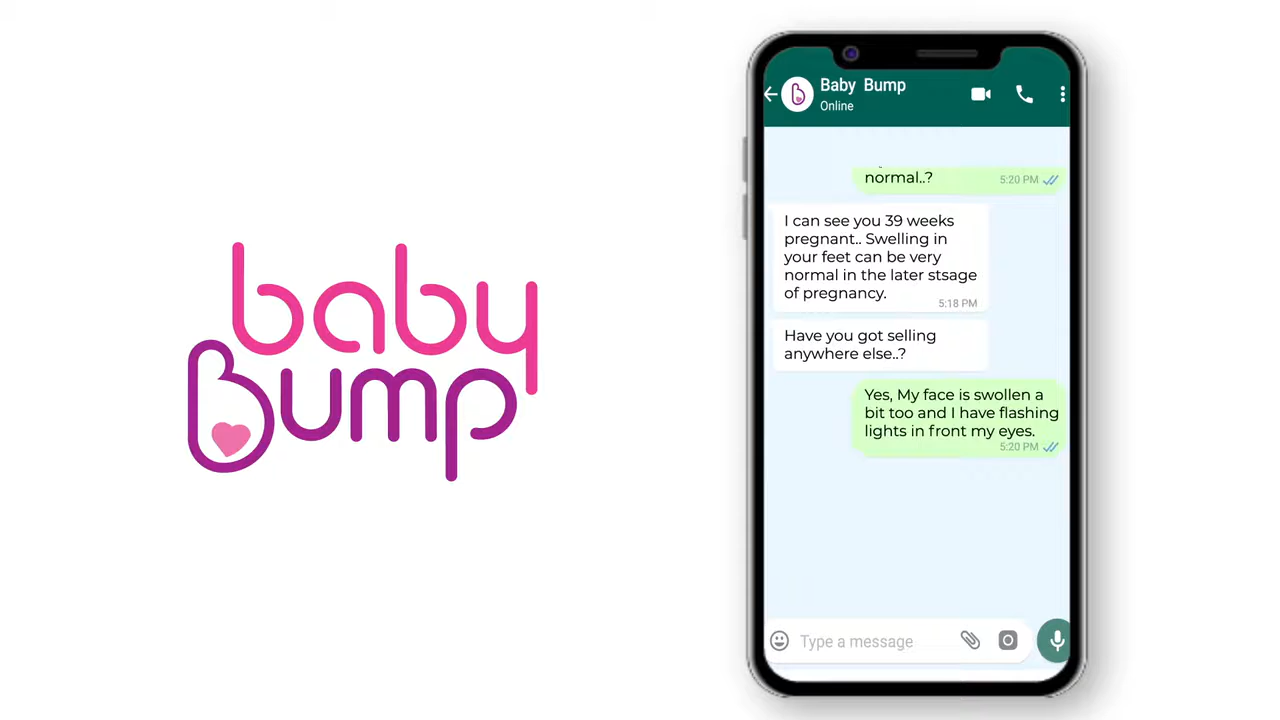 baby
Bump
Baby Bump
Online
normal..?
5:20 PM
I can see you 39 weeks
pregnant.. Swelling in
your feet can be very
normal in the later stsage
of pregnancy.
5:18 PM
Have you got selling
anywhere else..?
Yes, My face is swollen a
bit too and I have flashing
lights in front my eyes.
5:20 PM
Type a message